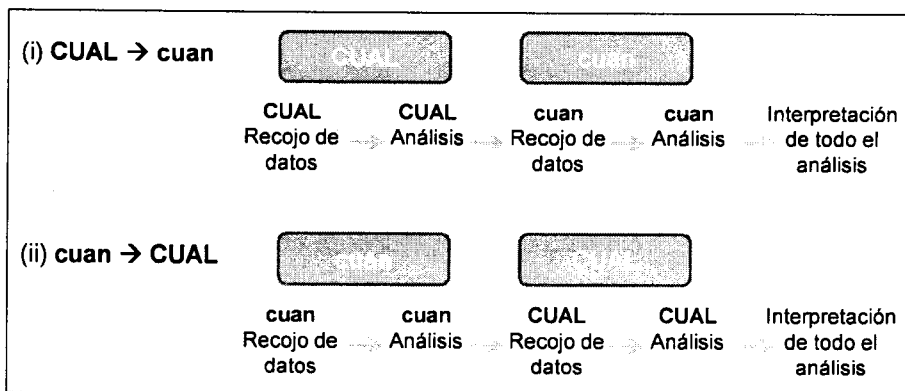 (i) CUAL → cuan
CUAL cuan
CUAL CUAL cuan cuan Interpretación
Recojo de Análisis Recojo de Análisis de todo el
datos datos análisis
(ii) cuan → CUAL
cuan CUAL
cuan cuan CUAL CUAL Interpretación
Recojo de Análisis Recojo de Análisis de todo el
datos datos análisis